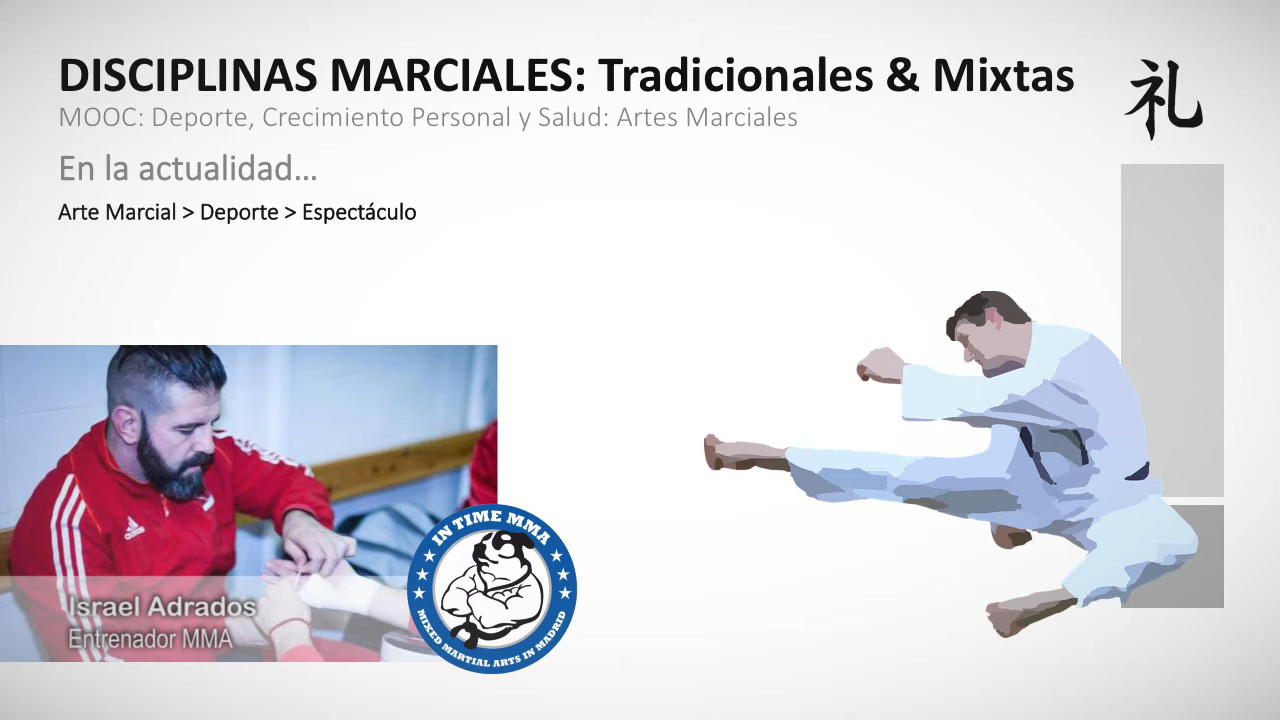 DISCIPLINAS MARCIALES: Tradicionales & Mixtas
礼
MOOC: Deporte, Crecimiento Personal y Salud: Artes Marciales
En la actualidad...
Arte Marcial > Deporte > Espectáculo
adidas
Israel Adrados
Entrenador MMA
IN TIME MMA
MIXED MARTIAL ARTS IN MADRID